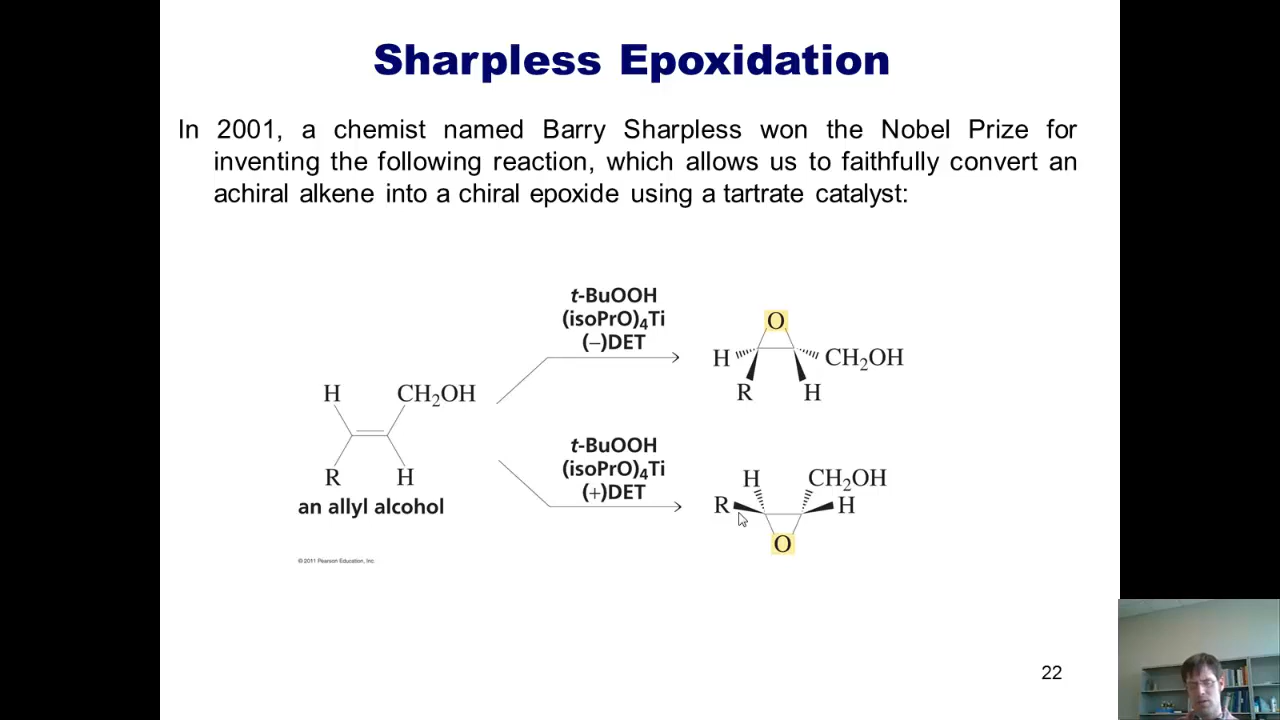 Sharpless Epoxidation
In 2001, a chemist named Barry Sharpless won the Nobel Prize for
inventing the following reaction, which allows us to faithfully convert an
achiral alkene into a chiral epoxide using a tartrate catalyst:
t-BuOOH
(isoPrO)₄Ti
(−)DET
O
H
CH₂OH
R
H
H
CH₂OH
R
H
an allyl alcohol
t-BuOOH
(isoPrO)₄Ti
(+)DET
H
CH₂OH
R
H
O
© 2011 Pearson Education, Inc.
22